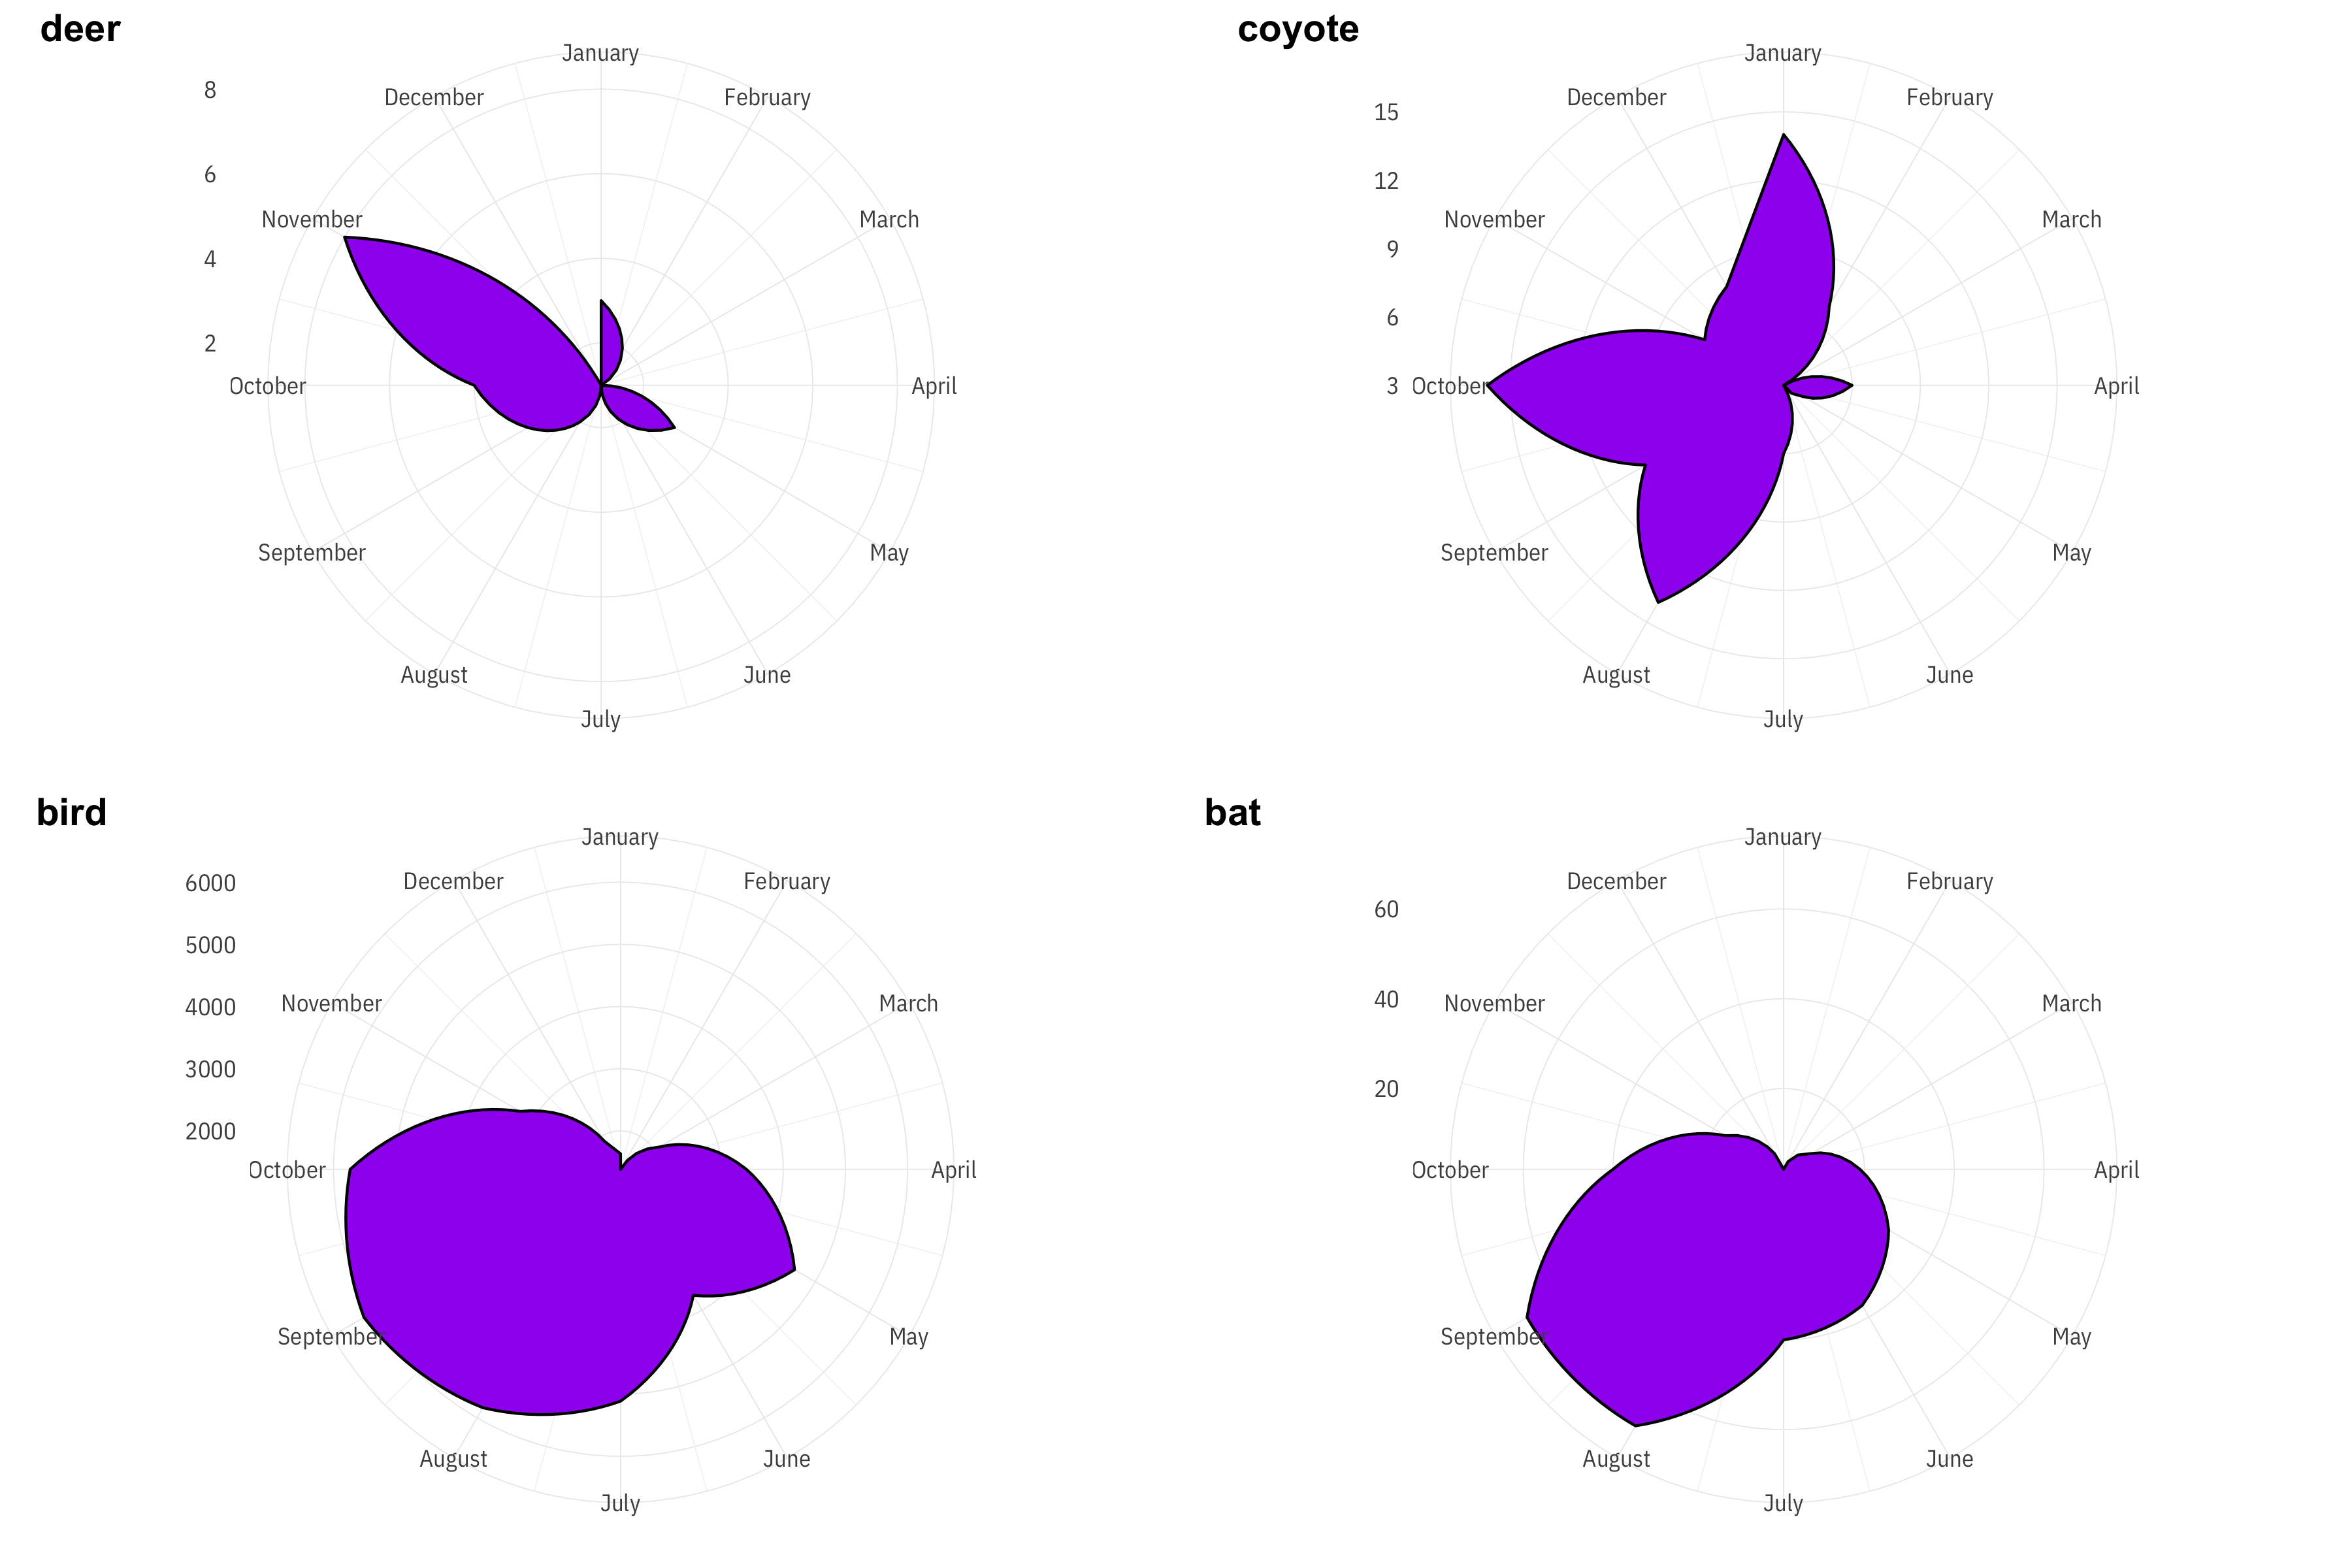 deer
January
December
February
8
6
November
March
4
2
October
April
September
May
August
June
July
coyote
January
December
February
15
12
November
March
9
6
3
October
April
September
May
August
June
July
bird
January
December
February
6000
5000
November
March
4000
3000
2000
October
April
September
May
August
June
July
bat
January
December
February
60
November
March
40
20
October
April
September
May
August
June
July